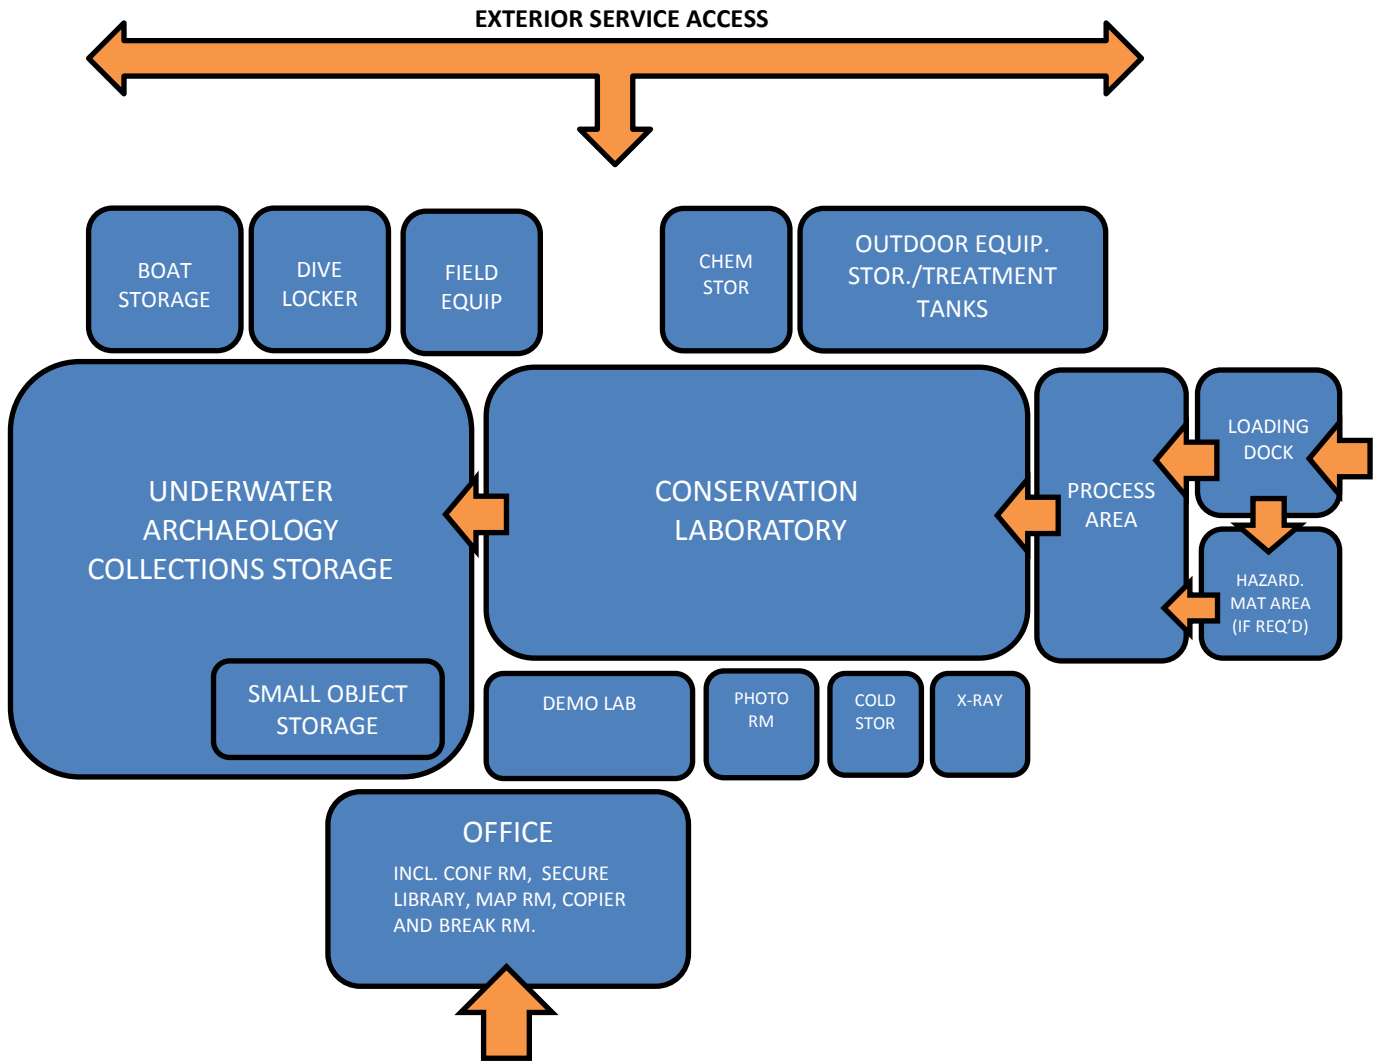 EXTERIOR SERVICE ACCESS
BOAT
STORAGE
DIVE
LOCKER
FIELD
EQUIP
CHEM
STOR
OUTDOOR EQUIP.
STOR./TREATMENT
TANKS
UNDERWATER
ARCHAEOLOGY
COLLECTIONS STORAGE
SMALL OBJECT
STORAGE
CONSERVATION
LABORATORY
PROCESS
AREA
LOADING
DOCK
HAZARD.
MAT AREA
(IF REQ’D)
DEMO LAB
PHOTO
RM
COLD
STOR
X-RAY
OFFICE
INCL. CONF RM, SECURE
LIBRARY, MAP RM, COPIER
AND BREAK RM.